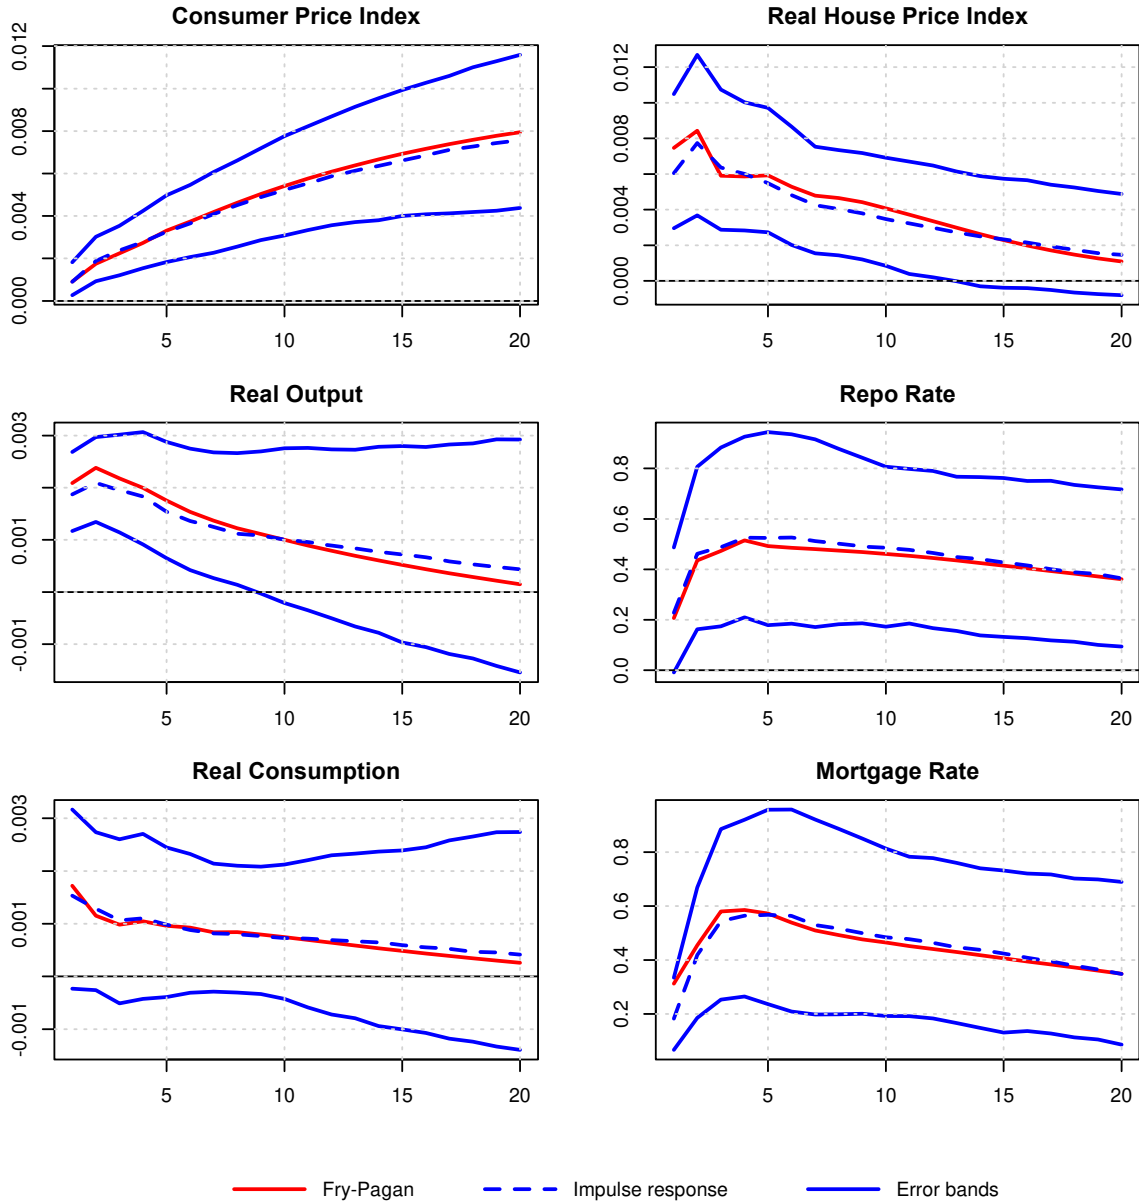 Consumer Price Index
0.012
0.008
0.004
0.000
5 10 15 20
Real House Price Index
0.012
0.008
0.004
0.000
5 10 15 20
Real Output
0.003
0.001
-0.001
5 10 15 20
Repo Rate
0.8
0.6
0.4
0.2
0.0
5 10 15 20
Real Consumption
0.003
0.001
-0.001
5 10 15 20
Mortgage Rate
0.8
0.6
0.4
0.2
5 10 15 20
Fry-Pagan Impulse response Error bands